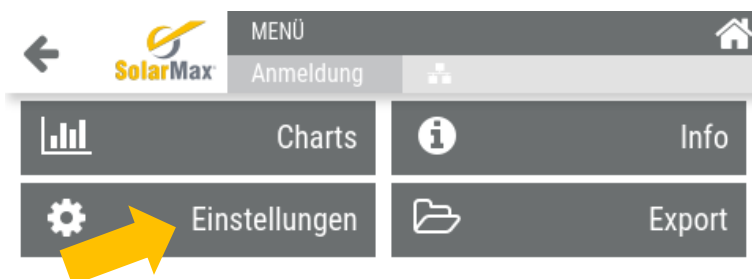 MENÜ
SolarMax
Anmeldung
Charts
Info
Einstellungen
Export